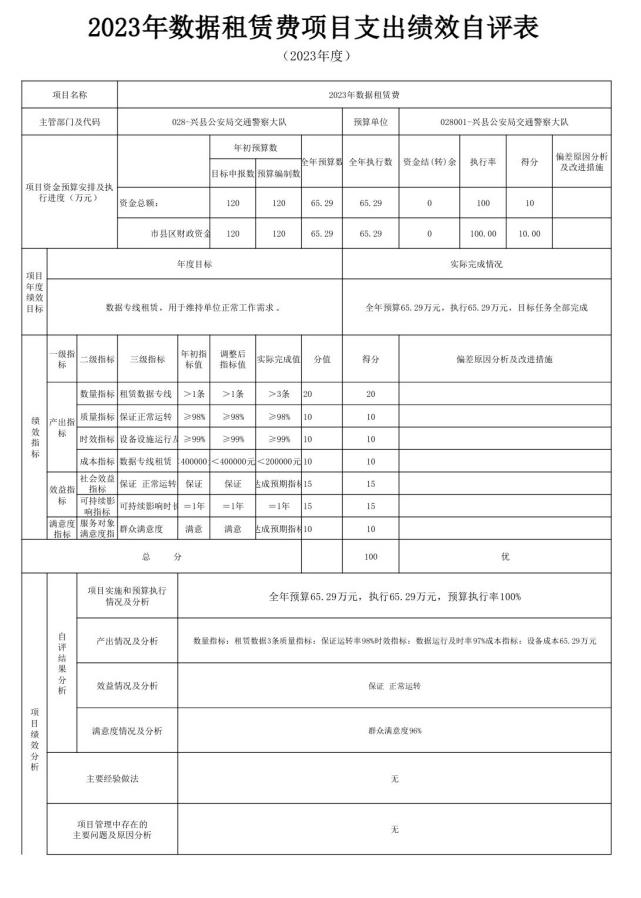 2023年数据租赁费项目支出绩效自评表
（2023年度）
项目名称 2023年数据租赁费
主管部门及代码 028-兴县公安局交通警察大队 预算单位 028001-兴县公安局交通警察大队
项目资金预算安排及执行进度（万元） 年初预算数 全年预算数 全年执行数 资金结(转)余 执行率 得分 偏差原因分析及改进措施
目标申报数 预算编制数
资金总额: 120 120 65.29 65.29 0 100 10
市县区财政资金 120 120 65.29 65.29 0 100.00 10.00
项目年度绩效目标 年度目标 实际完成情况
数据专线租赁，用于维持单位正常工作需求。 全年预算65.29万元，执行65.29万元，目标任务全部完成
绩效指标 一级指标 二级指标 三级指标 年初指标值 调整后指标值 实际完成值 分值 得分 偏差原因分析及改进措施
产出指标 数量指标 租赁数据专线 >1条 >1条 >3条 20 20
质量指标 保证正常运转 ≥98% ≥98% ≥98% 10 10
时效指标 设备设施运行及 ≥99% ≥99% ≥99% 10 10
成本指标 数据专线租赁 400000 <400000元 <200000元 10 10
效益指标 社会效益指标 保证 正常运转 保证 保证 达成预期指标 15 15
可持续影响指标 可持续影响时长 =1年 =1年 =1年 15 15
满意度指标 服务对象满意度指 群众满意度 满意 满意 达成预期指标 10 10
总 分 100 优
项目绩效分析 自评结果分析 项目实施和预算执行情况及分析 全年预算65.29万元，执行65.29万元，预算执行率100%
产出情况及分析 数量指标: 租赁数据3条质量指标: 保证运转率98%时效指标: 数据运行及时率97%成本指标: 设备成本65.29万元
效益情况及分析 保证 正常运转
满意度情况及分析 群众满意度96%
主要经验做法 无
项目管理中存在的主要问题及原因分析 无